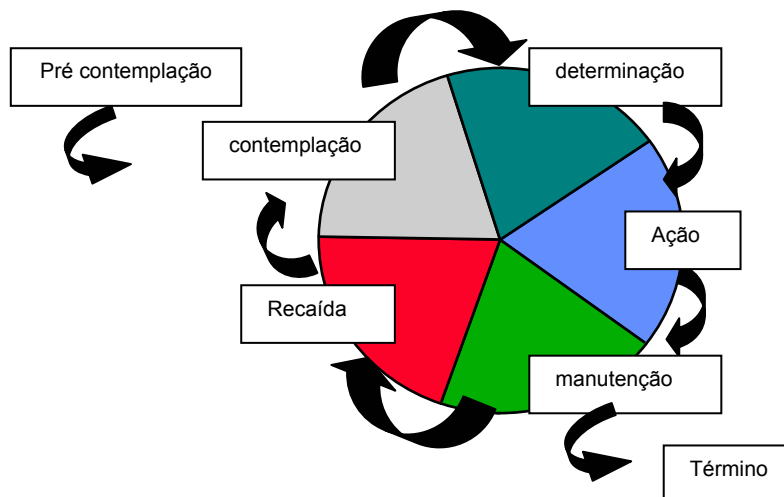 Pré contemplação
determinação
contemplação
Ação
Recaída
manutenção
Término